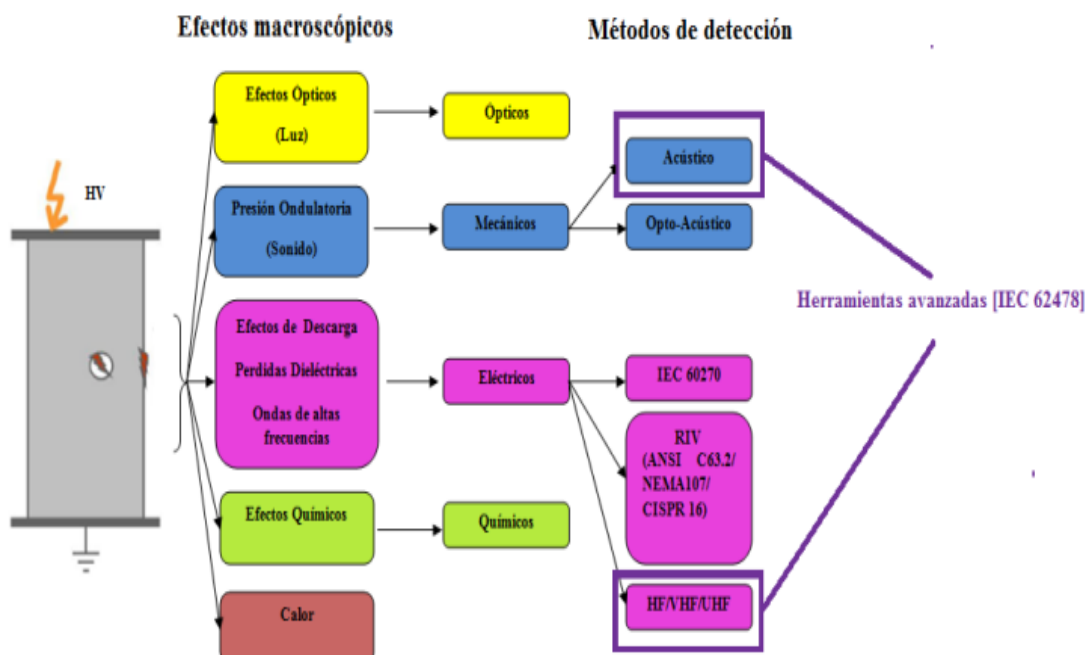 Efectos macroscópicos
Métodos de detección
HV
Efectos Ópticos
(Luz)
Ópticos
Presión Ondulatoria
(Sonido)
Mecánicos
Acústico
Opto-Acústico
Herramientas avanzadas [IEC 62478]
Efectos de Descarga
Perdidas Dieléctricas
Ondas de altas
frecuencias
Eléctricos
IEC 60270
RIV
(ANSI C63.2/
NEMA107/
CISPR 16)
HF/VHF/UHF
Efectos Químicos
Químicos
Calor